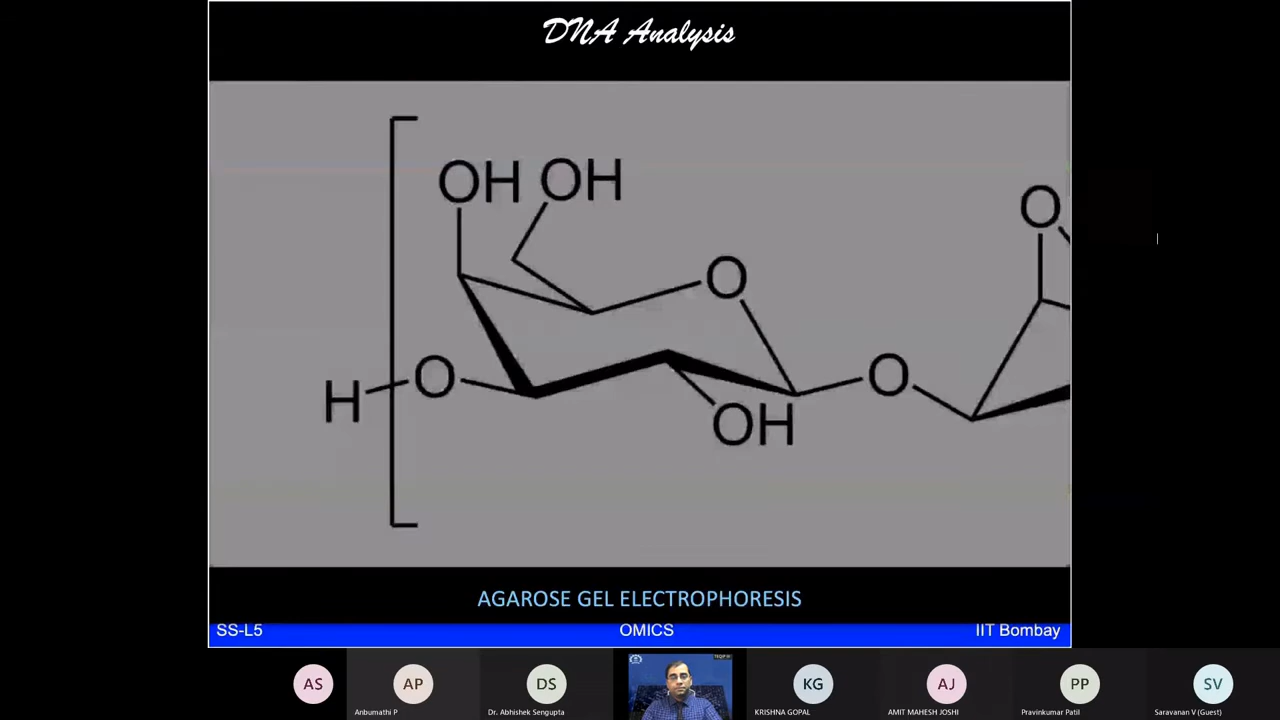 DNA Analysis
OH OH
O
O
H O
O
OH
AGAROSE GEL ELECTROPHORESIS
SS-L5 OMICS IIT Bombay
AS AP DS KG AJ PP SV
Anbumathi P Dr. Abhishek Sengupta KRISHNA GOPAL AMIT MAHESH JOSHI Pravinkumar Patil Saravanan V (Guest)